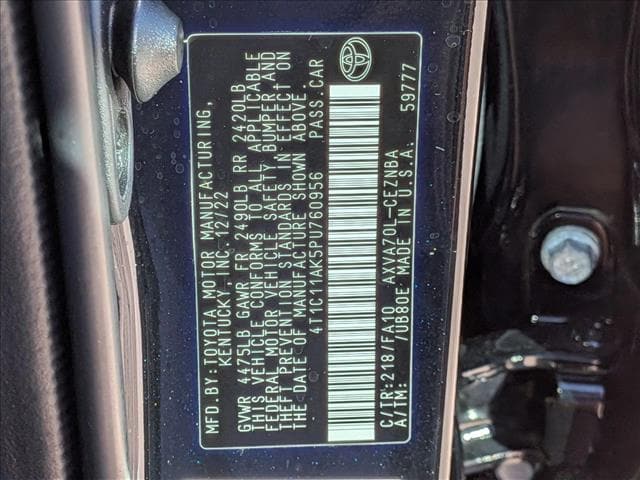 MFD.BY:TOYOTA MOTOR MANUFACTURING,
KENTUCKY,INC. 12/22
GVWR 4475LB GAWR FR 2490LB RR 2420LB
THIS VEHICLE CONFORMS TO ALL APPLICABLE
FEDERAL MOTOR VEHICLE SAFETY,BUMPER,AND
THEFT PREVENTION STANDARDS IN EFFECT ON
THE DATE OF MANUFACTURE SHOWN ABOVE.
4T1C11AK5PU760956 PASS.CAR
C/TR:218/FA10 AXVA70L-CEZNBA
A/TM: /UB80E MADE IN U.S.A. 59777